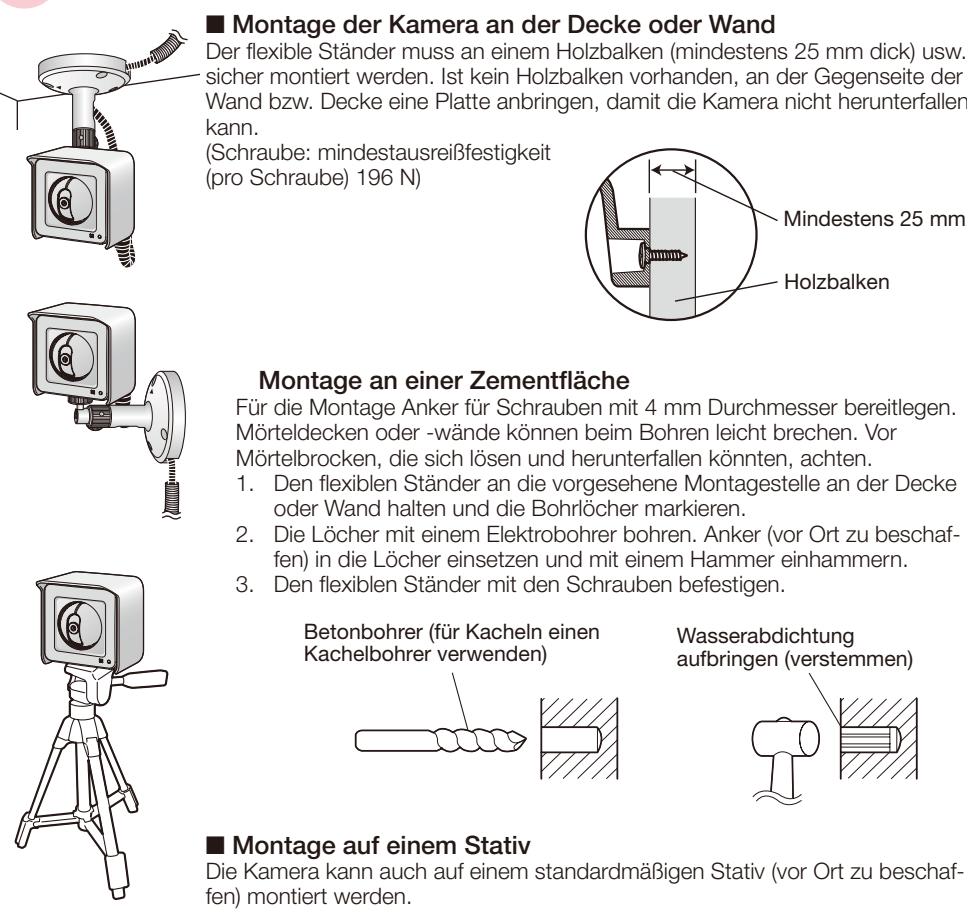 ■ Montage der Kamera an der Decke oder Wand
Der flexible Ständer muss an einem Holzbalken (mindestens 25 mm dick) usw.
sicher montiert werden. Ist kein Holzbalken vorhanden, an der Gegenseite der
Wand bzw. Decke eine Platte anbringen, damit die Kamera nicht herunterfallen
kann.
(Schraube: mindestausreißfestigkeit
(pro Schraube) 196 N)
Mindestens 25 mm
Holzbalken
Montage an einer Zementfläche
Für die Montage Anker für Schrauben mit 4 mm Durchmesser bereitlegen.
Mörteldecken oder -wände können beim Bohren leicht brechen. Vor
Mörtelbrocken, die sich lösen und herunterfallen könnten, achten.
1. Den flexiblen Ständer an die vorgesehene Montagestelle an der Decke
oder Wand halten und die Bohrlöcher markieren.
2. Die Löcher mit einem Elektrobohrer bohren. Anker (vor Ort zu beschaf-
fen) in die Löcher einsetzen und mit einem Hammer einhammern.
3. Den flexiblen Ständer mit den Schrauben befestigen.
Betonbohrer (für Kacheln einen
Kachelbohrer verwenden)
Wasserabdichtung
aufbringen (verstemmen)
■ Montage auf einem Stativ
Die Kamera kann auch auf einem standardmäßigen Stativ (vor Ort zu beschaf-
fen) montiert werden.